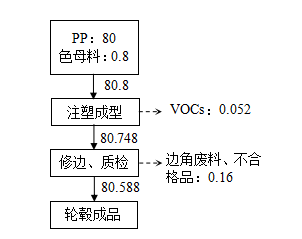 PP：80
色母料：0.8
80.8
注塑成型
VOCs：0.052
80.748
修边、质检
边角废料、不合
格品：0.16
80.588
轮毂成品